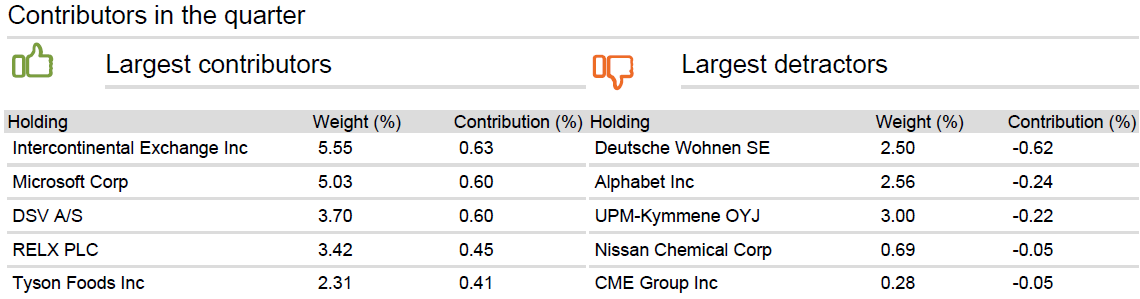 Contributors in the quarter
Largest contributors Largest detractors
Holding Weight (%) Contribution (%) Holding Weight (%) Contribution (%)
Intercontinental Exchange Inc 5.55 0.63 Deutsche Wohnen SE 2.50 -0.62
Microsoft Corp 5.03 0.60 Alphabet Inc 2.56 -0.24
DSV A/S 3.70 0.60 UPM-Kymmene OYJ 3.00 -0.22
RELX PLC 3.42 0.45 Nissan Chemical Corp 0.69 -0.05
Tyson Foods Inc 2.31 0.41 CME Group Inc 0.28 -0.05